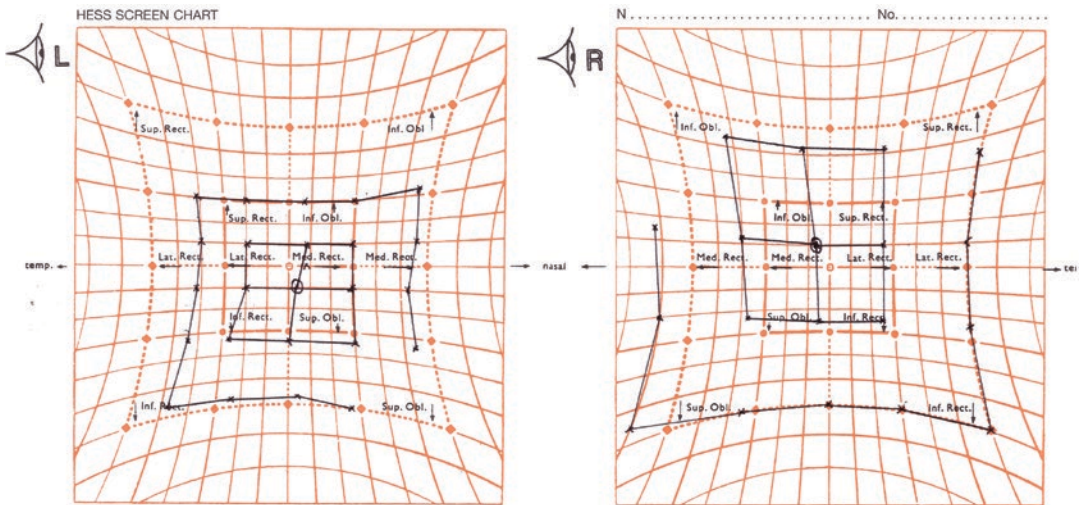 HESS SCREEN CHART
N No.
L
R
Sup. Rect. Inf. Obl
Inf. Obl. Sup. Rect.
Sup. Rect. Inf. Obl.
Inf. Obl. Sup. Rect.
temp. Lat. Rect. Lat. Rect. Med. Rect. Med. Rect. nasal Med. Rect. Med. Rect. Lat. Rect. Lat. Rect.
Inf. Rect. Sup. Obl.
Sup. Obl. Inf. Rect.
Inf. Rect. Sup. Obl.
Sup. Obl. Inf. Rect.